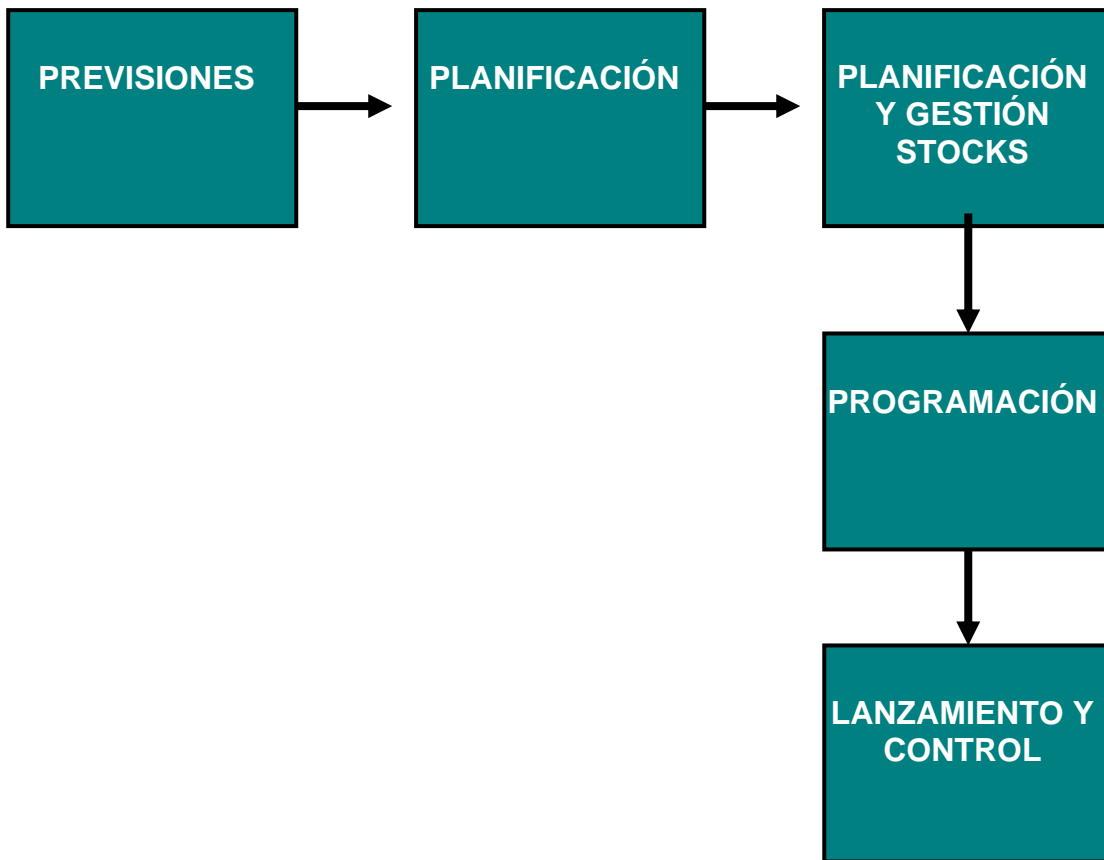 PREVISIONES
PLANIFICACIÓN
PLANIFICACIÓN
Y GESTIÓN
STOCKS
PROGRAMACIÓN
LANZAMIENTO Y
CONTROL